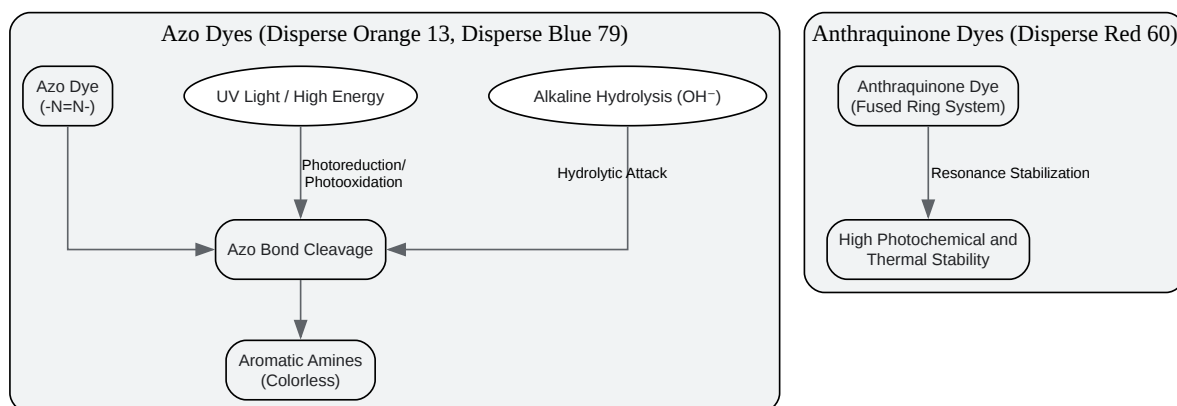 Azo Dyes (Disperse Orange 13, Disperse Blue 79)
Azo Dye
(-N=N-)
UV Light / High Energy
Alkaline Hydrolysis (OH⁻)
Photoreduction/
Photooxidation
Hydrolytic Attack
Azo Bond Cleavage
Aromatic Amines
(Colorless)
Anthraquinone Dyes (Disperse Red 60)
Anthraquinone Dye
(Fused Ring System)
Resonance Stabilization
High Photochemical and
Thermal Stability